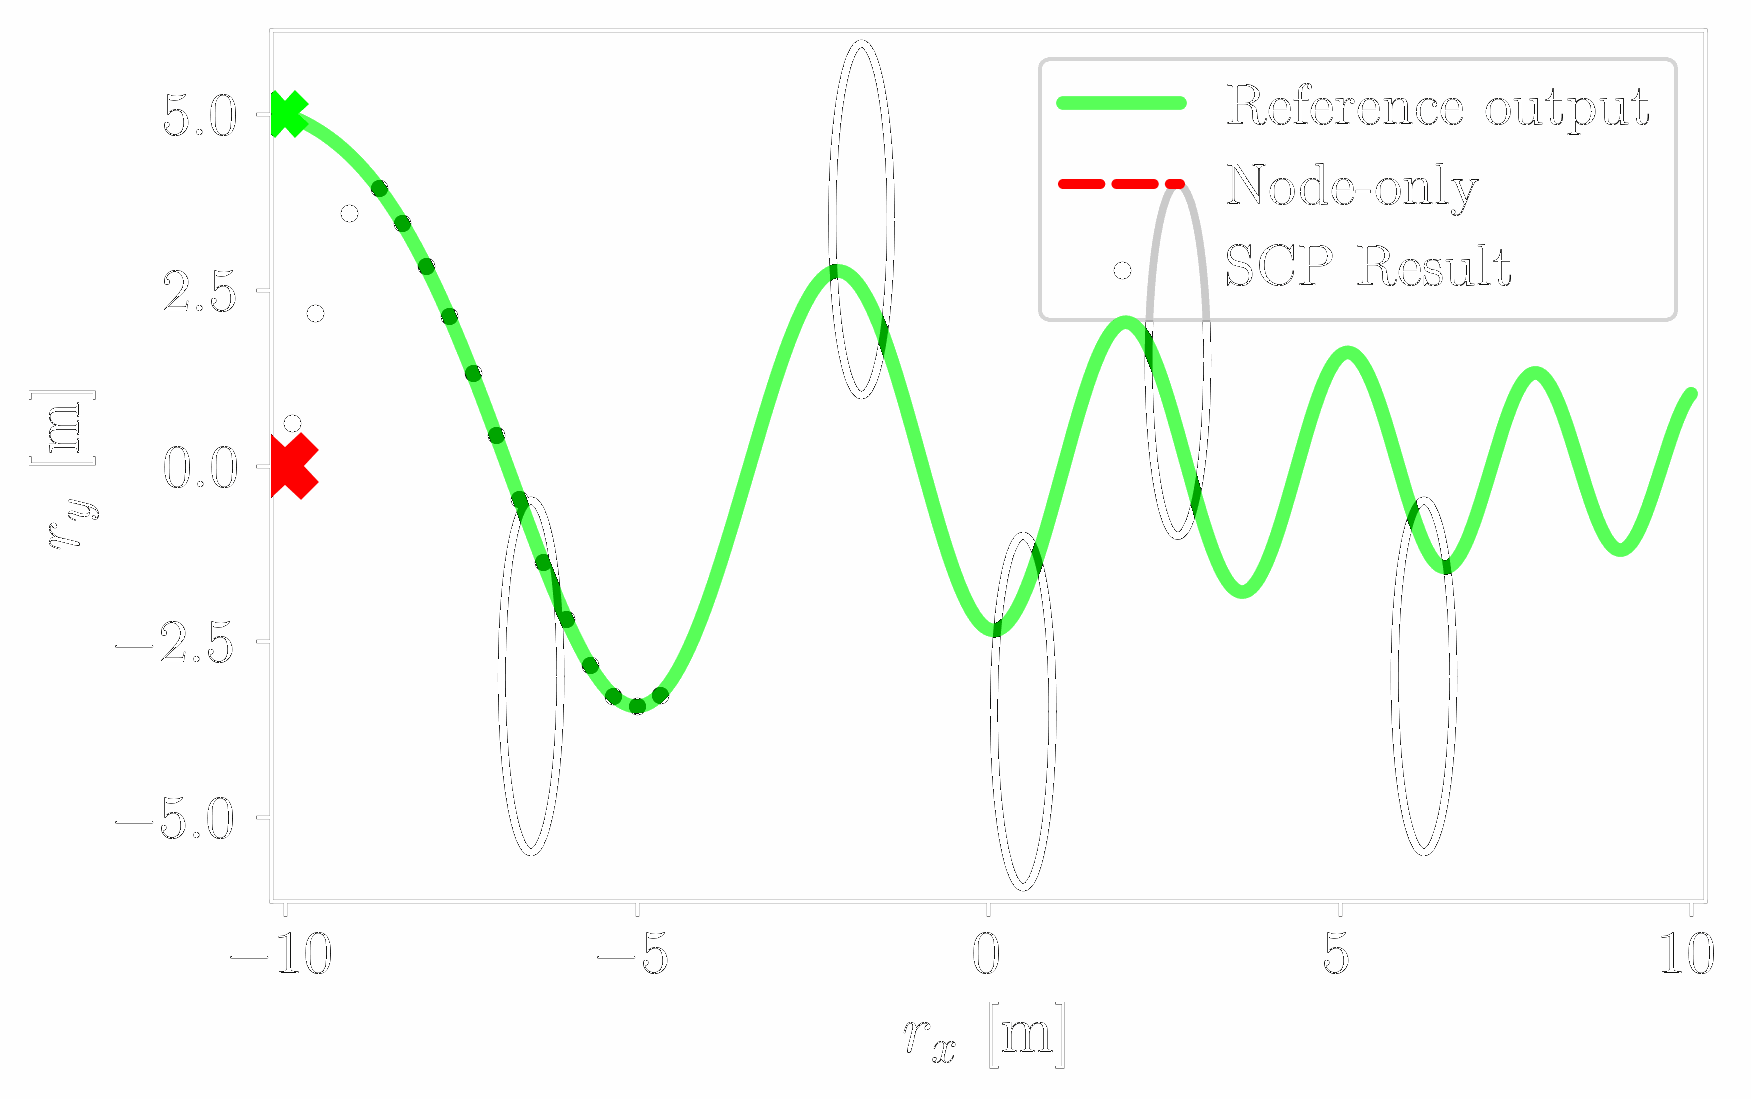 Reference output
Node-only
SCP Result
5.0
2.5
0.0
−2.5
−5.0
r_y [m]
−10 −5 0 5 10
r_x [m]